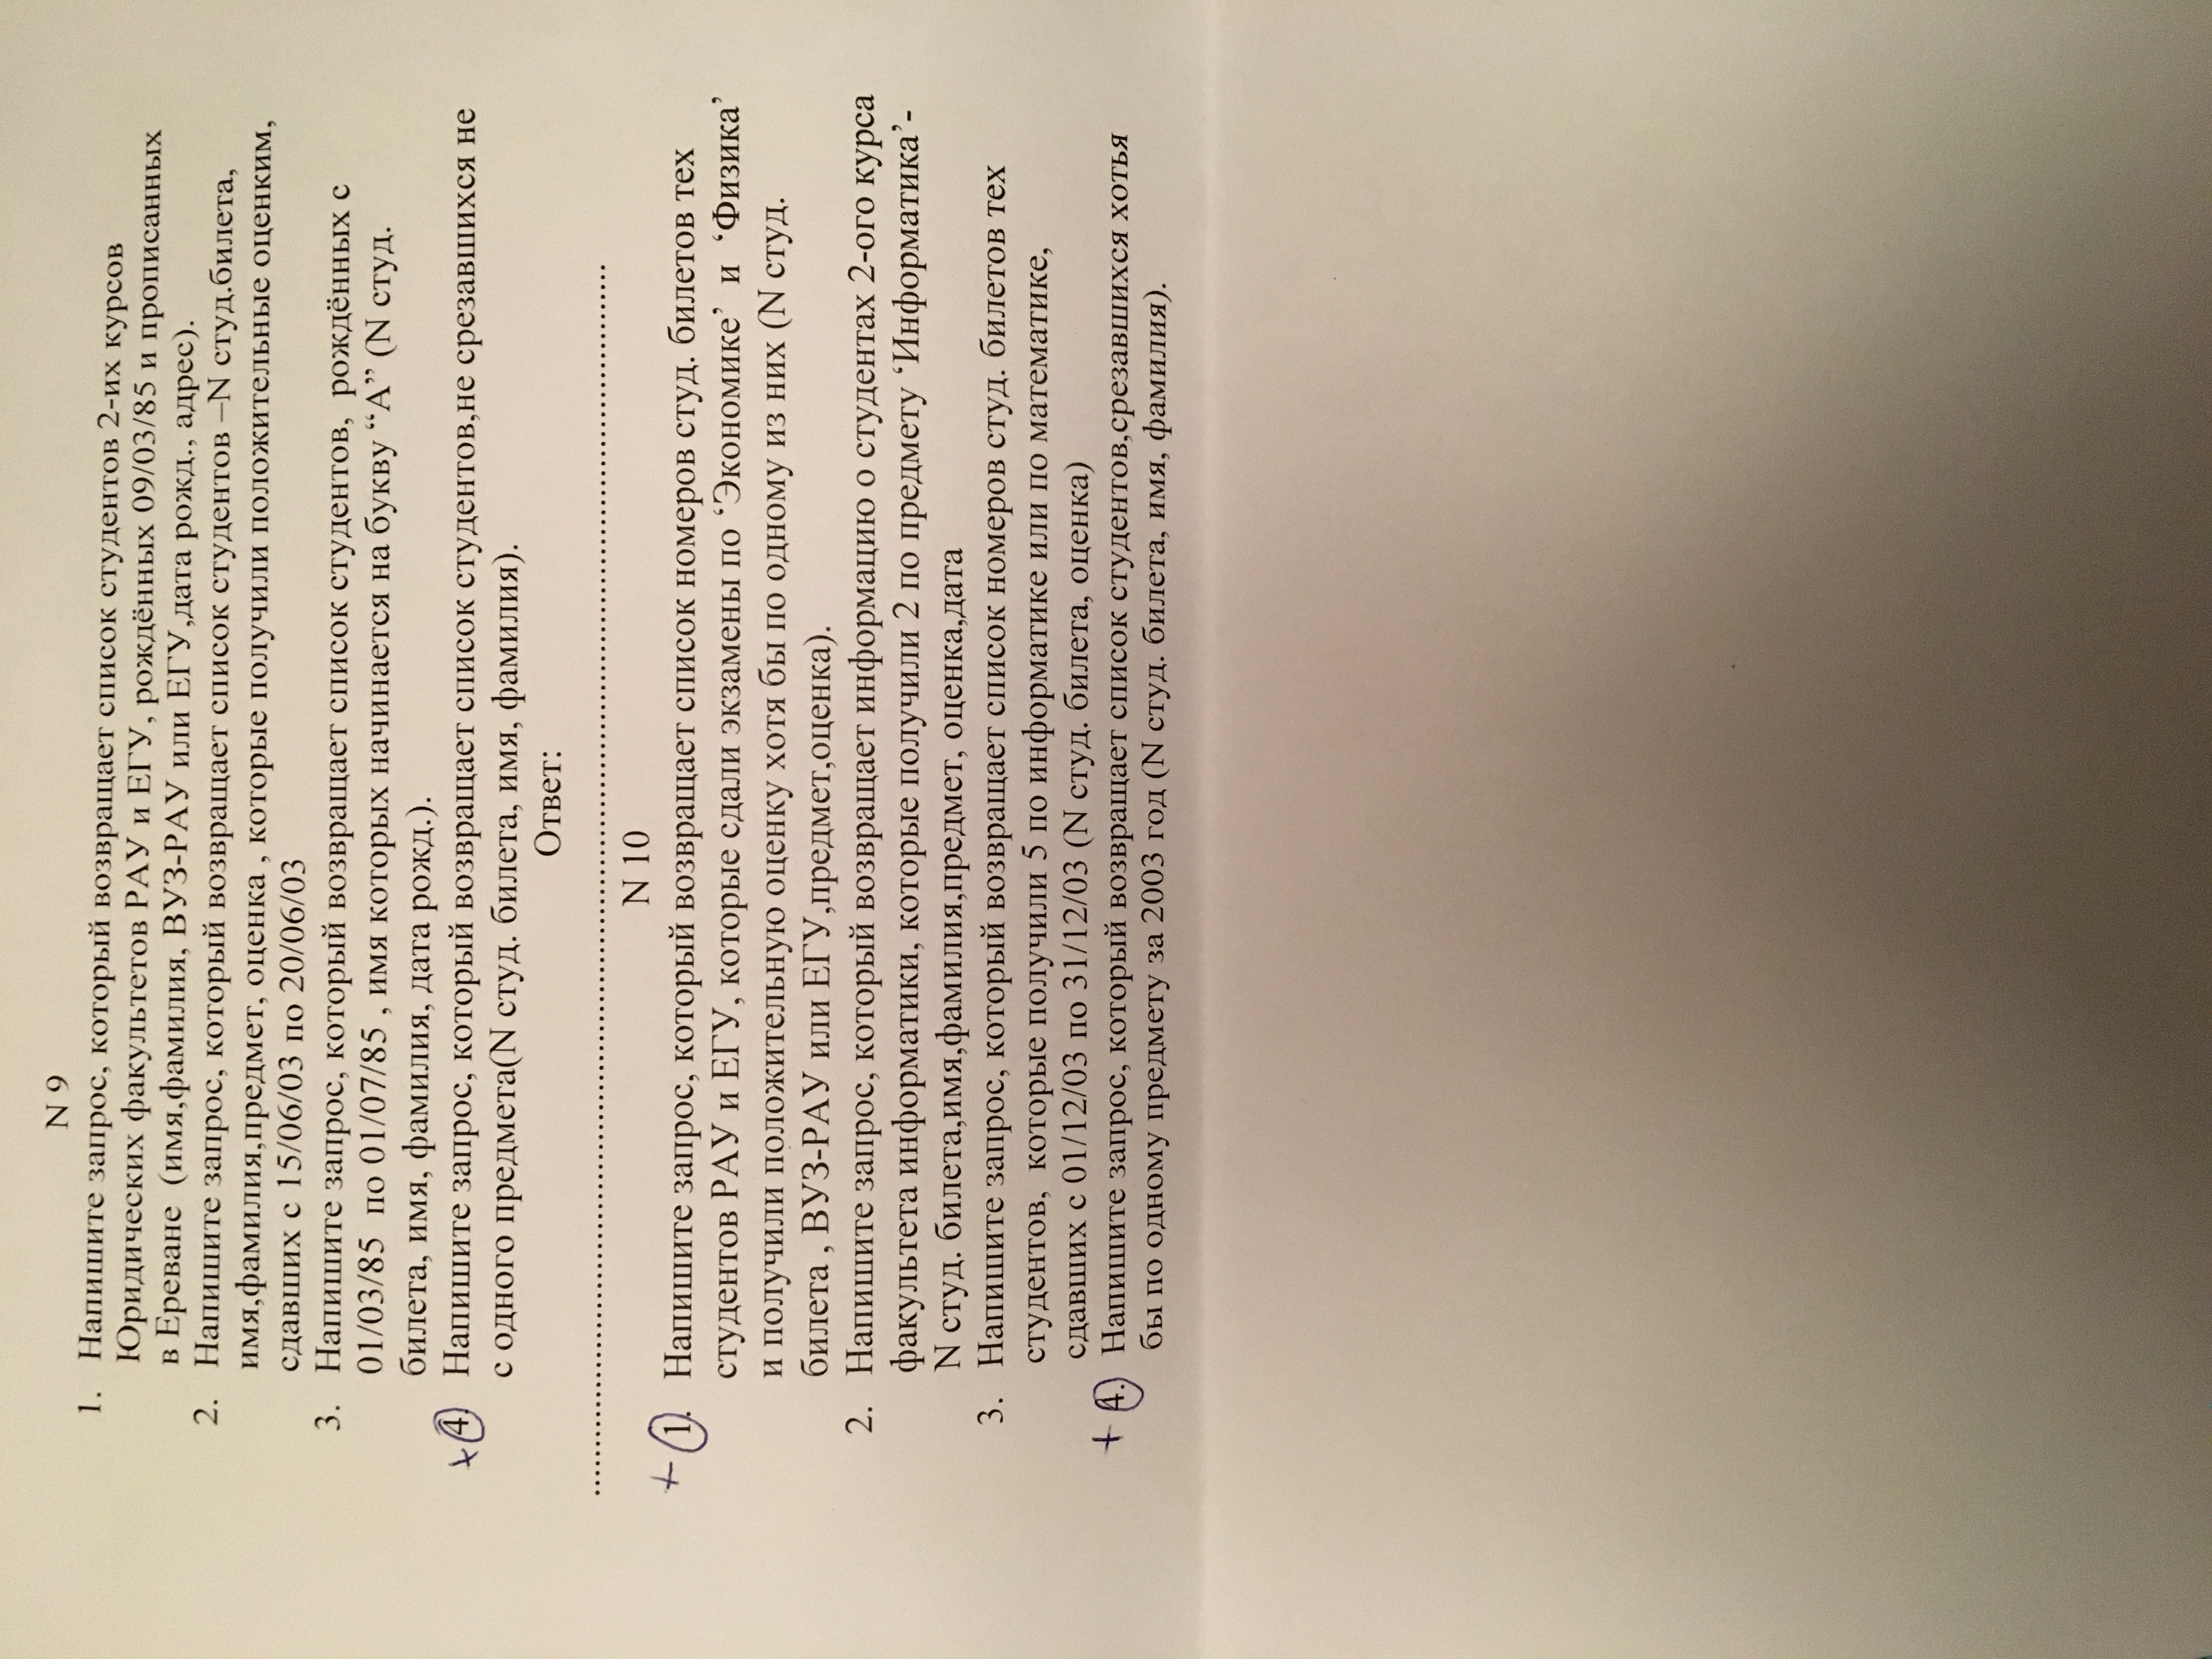 N 9
1. Напишите запрос, который возвращает список студентов 2-их курсов
Юридических факультетов РАУ и ЕГУ, рождённых 09/03/85 и прописанных
в Ереване (имя,фамилия, ВУЗ-РАУ или ЕГУ,дата рожд., адрес).
2. Напишите запрос, который возвращает список студентов –N студ.билета,
имя,фамилия,предмет, оценка , которые получили положительные оценким,
сдавших с 15/06/03 по 20/06/03
3. Напишите запрос, который возвращает список студентов, рождённых с
01/03/85 по 01/07/85 , имя которых начинается на букву “А” (N студ.
билета, имя, фамилия, дата рожд.).
+ 4. Напишите запрос, который возвращает список студентов,не срезавшихся не
с одного предмета(N студ. билета, имя, фамилия).
Ответ:
N 10
+ 1. Напишите запрос, который возвращает список номеров студ. билетов тех
студентов РАУ и ЕГУ, которые сдали экзамены по ‘Экономике’ и ‘Физика’
и получили положительную оценку хотя бы по одному из них (N студ.
билета , ВУЗ-РАУ или ЕГУ,предмет,оценка).
2. Напишите запрос, который возвращает информацию о студентах 2-ого курса
факультета информатики, которые получили 2 по предмету ‘Информатика’-
N студ. билета,имя,фамилия,предмет, оценка,дата
3. Напишите запрос, который возвращает список номеров студ. билетов тех
студентов, которые получили 5 по информатике или по математике,
сдавших с 01/12/03 по 31/12/03 (N студ. билета, оценка)
+ 4. Напишите запрос, который возвращает список студентов,срезавшихся хотья
бы по одному предмету за 2003 год (N студ. билета, имя, фамилия).